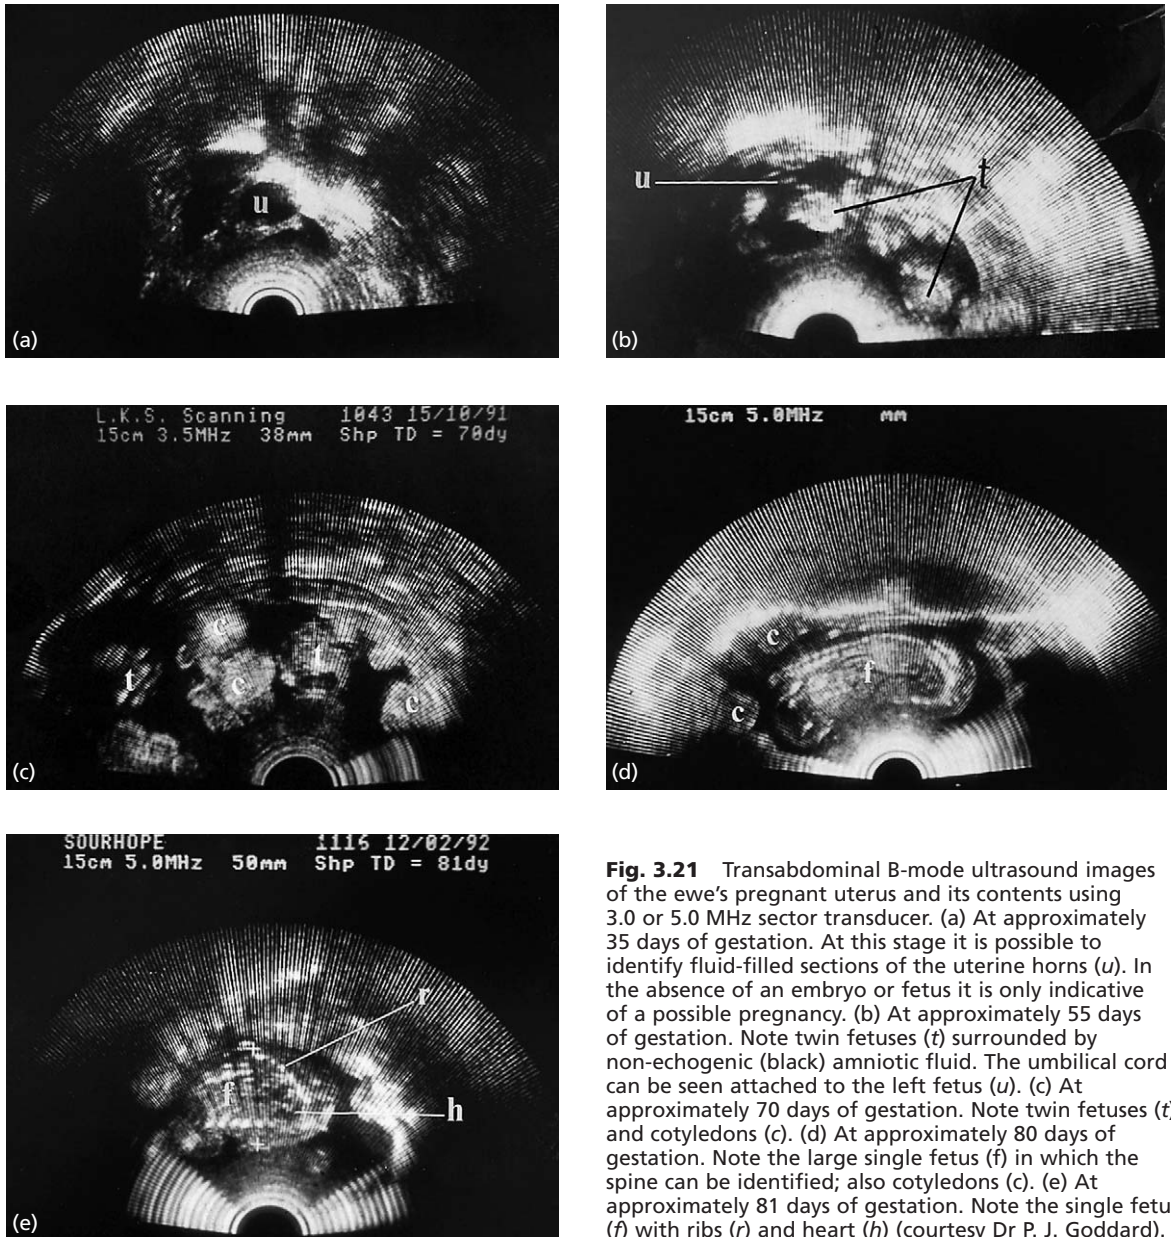 u
(a)
u
t
(b)
L.K.S. Scanning 1043 15/10/91
15cm 3.5MHz 38mm Shp TD = 70dy
c
t
t
c
c
(c)
15cm 5.0MHz mm
c
f
c
(d)
SOURHOPE 1116 12/02/92
15cm 5.0MHz 50mm Shp TD = 81dy
r
f
h
(e)
Fig. 3.21 Transabdominal B-mode ultrasound images
of the ewe's pregnant uterus and its contents using
3.0 or 5.0 MHz sector transducer. (a) At approximately
35 days of gestation. At this stage it is possible to
identify fluid-filled sections of the uterine horns (u). In
the absence of an embryo or fetus it is only indicative
of a possible pregnancy. (b) At approximately 55 days
of gestation. Note twin fetuses (t) surrounded by
non-echogenic (black) amniotic fluid. The umbilical cord
can be seen attached to the left fetus (u). (c) At
approximately 70 days of gestation. Note twin fetuses (t)
and cotyledons (c). (d) At approximately 80 days of
gestation. Note the large single fetus (f) in which the
spine can be identified; also cotyledons (c). (e) At
approximately 81 days of gestation. Note the single fetu
(f) with ribs (r) and heart (h) (courtesy Dr P. J. Goddard).